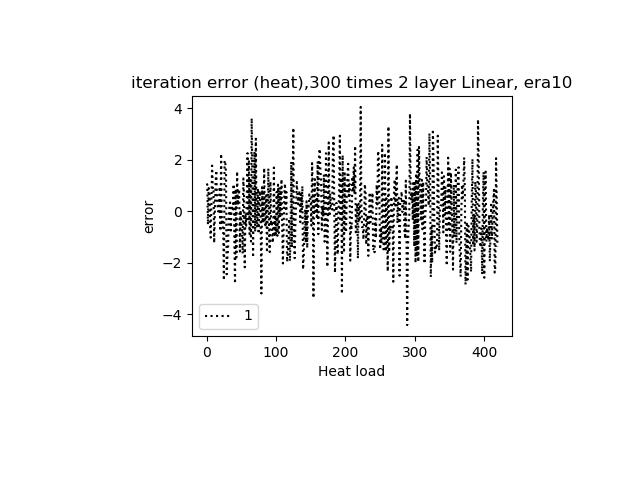 iteration error (heat),300 times 2 layer Linear, era10
4
2
0
−2
−4
error
1
0 100 200 300 400
Heat load